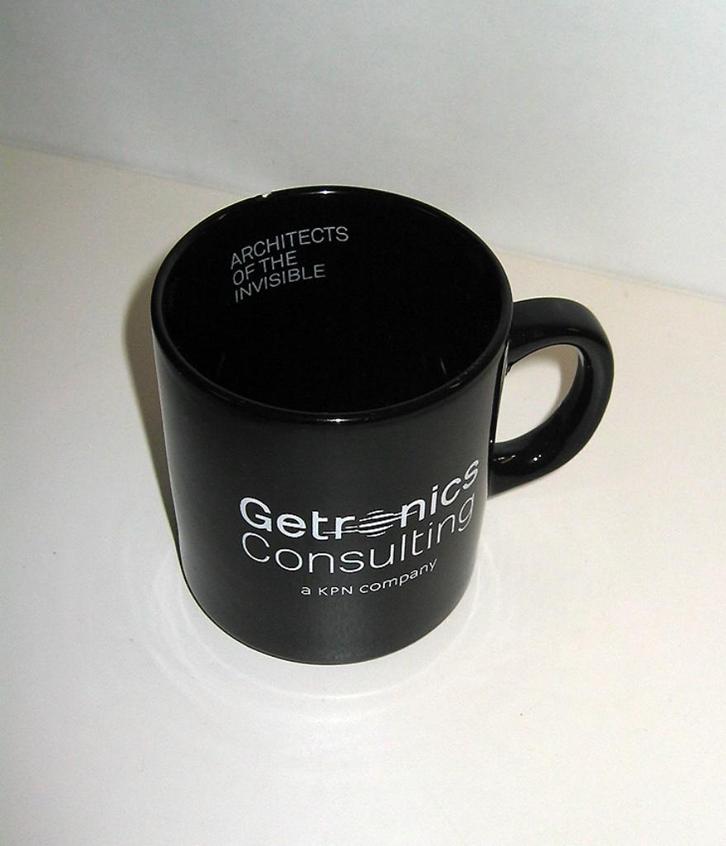 ARCHITECTS
OF THE
INVISIBLE
Getronics
Consulting
a KPN company